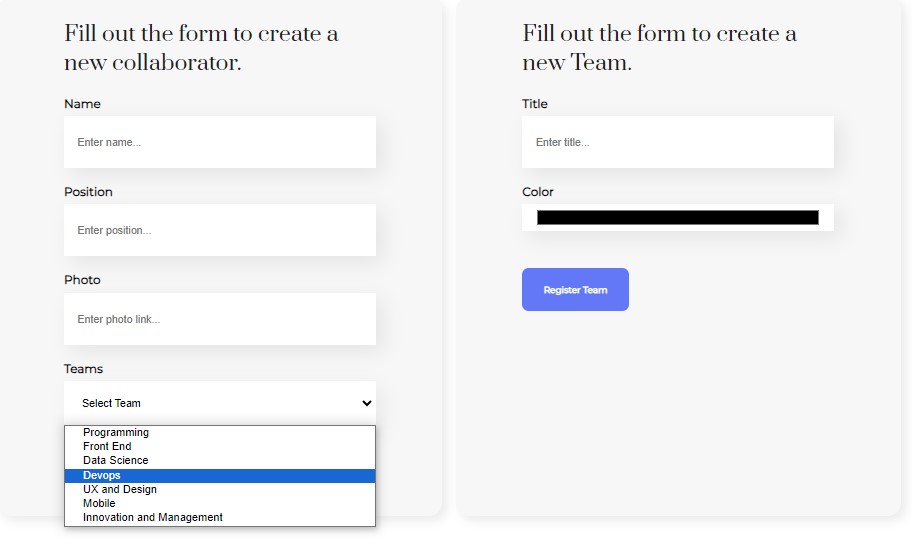 Fill out the form to create a
new collaborator.
Name
Enter name...
Position
Enter position...
Photo
Enter photo link...
Teams
Select Team
Programming
Front End
Data Science
Devops
UX and Design
Mobile
Innovation and Management
Fill out the form to create a
new Team.
Title
Enter title...
Color
Register Team